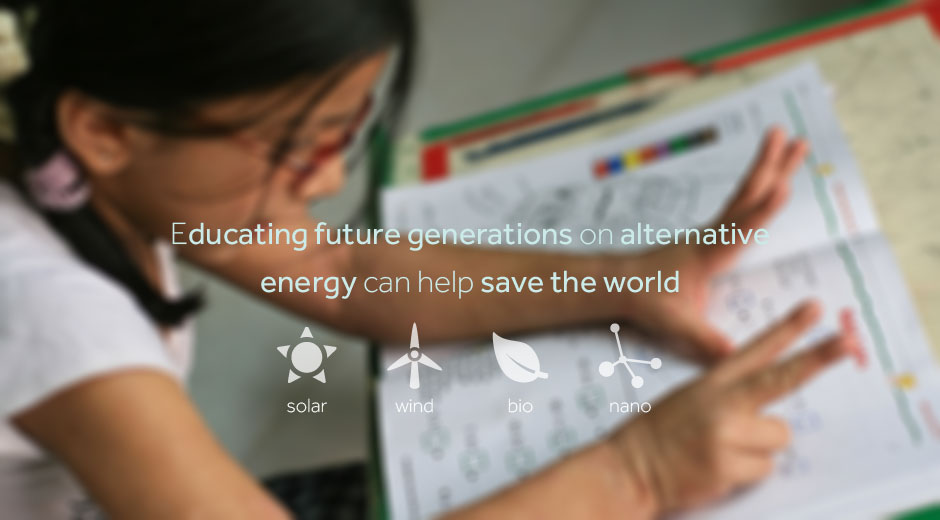 Educating future generations on alternative
energy can help save the world
solar wind bio nano